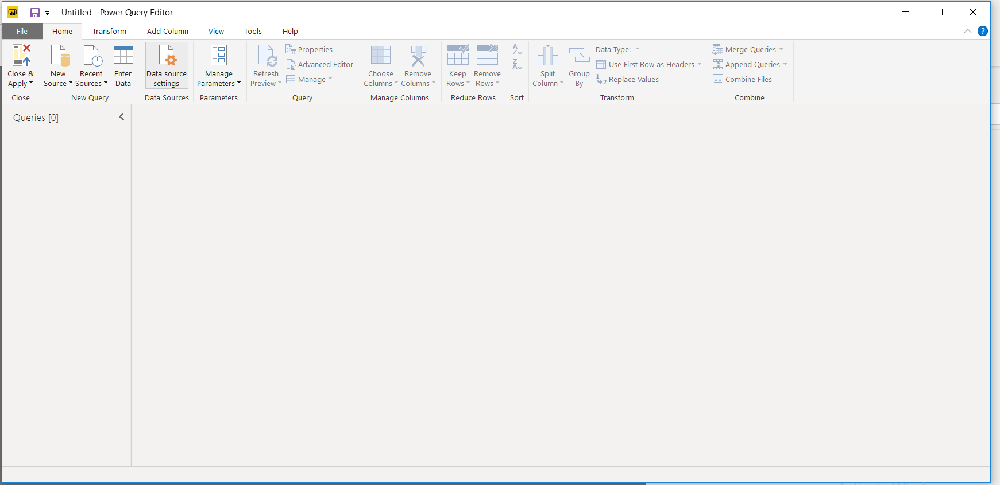 Untitled - Power Query Editor
File Home Transform Add Column View Tools Help
Close & Apply
New Source
Recent Sources
Enter Data
Data source settings
Manage Parameters
Refresh Preview
Properties
Advanced Editor
Manage
Choose Columns
Remove Columns
Keep Rows
Remove Rows
Split Column
Group By
Data Type:
Use First Row as Headers
Replace Values
Merge Queries
Append Queries
Combine Files
Close New Query Data Sources Parameters Query Manage Columns Reduce Rows Sort Transform Combine
Queries [0]